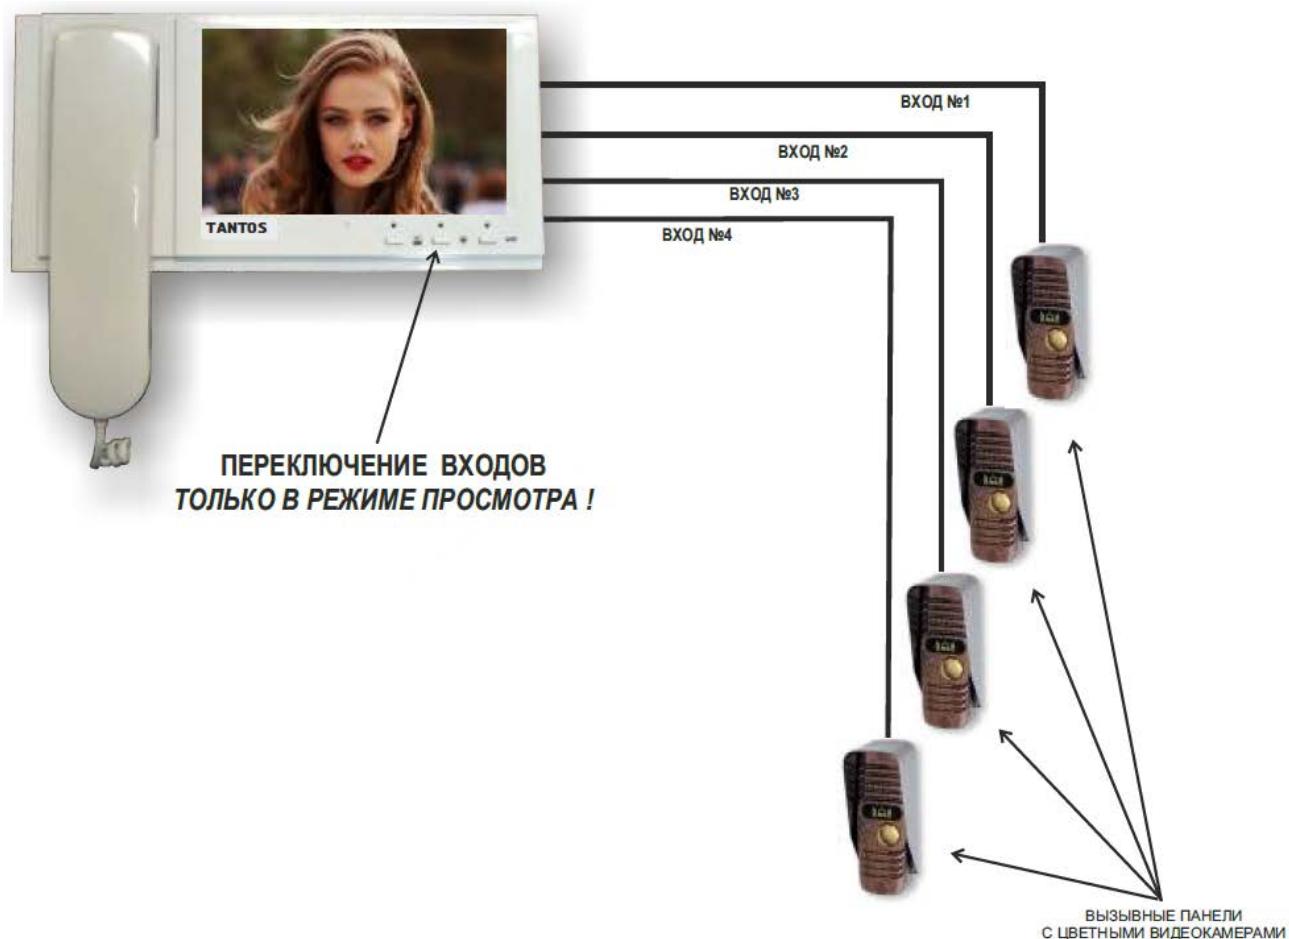 ВХОД №1
ВХОД №2
ВХОД №3
ВХОД №4
TANTOS
ПЕРЕКЛЮЧЕНИЕ ВХОДОВ
ТОЛЬКО В РЕЖИМЕ ПРОСМОТРА !
ВЫЗЫВНЫЕ ПАНЕЛИ
С ЦВЕТНЫМИ ВИДЕОКАМЕРАМИ